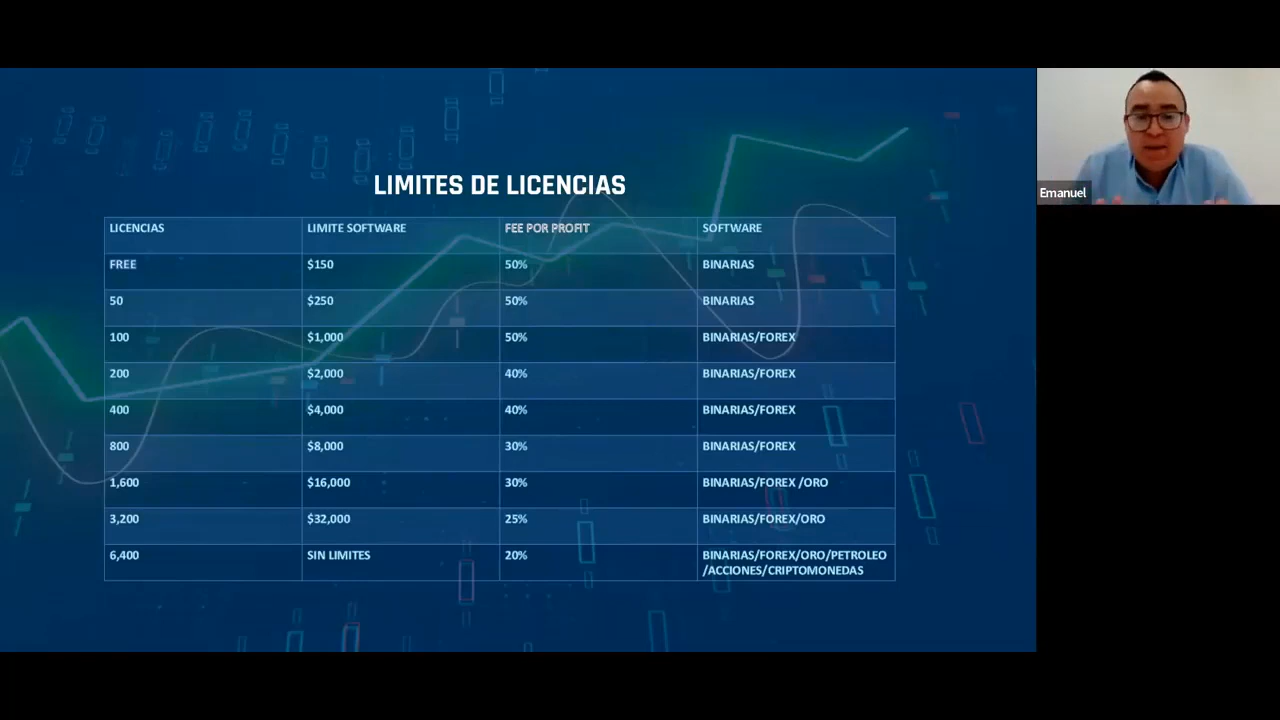 LIMITES DE LICENCIAS
LICENCIAS LIMITE SOFTWARE FEE POR PROFIT SOFTWARE
FREE $150 50% BINARIAS
50 $250 50% BINARIAS
100 $1,000 50% BINARIAS/FOREX
200 $2,000 40% BINARIAS/FOREX
400 $4,000 40% BINARIAS/FOREX
800 $8,000 30% BINARIAS/FOREX
1,600 $16,000 30% BINARIAS/FOREX /ORO
3,200 $32,000 25% BINARIAS/FOREX/ORO
6,400 SIN LIMITES 20% BINARIAS/FOREX/ORO/PETROLEO
/ACCIONES/CRIPTOMONEDAS
Emanuel